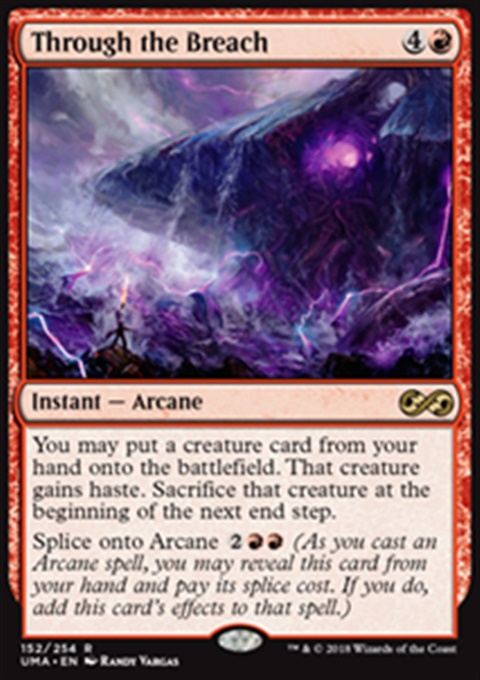 Through the Breach 4
Instant — Arcane
You may put a creature card from your
hand onto the battlefield. That creature
gains haste. Sacrifice that creature at the
beginning of the next end step.
Splice onto Arcane 2 (As you cast an
Arcane spell, you may reveal this card from
your hand and pay its splice cost. If you do,
add this card's effects to that spell.)
152/254 R
UMA • EN Randy Vargas ™ & © 2018 Wizards of the Coast